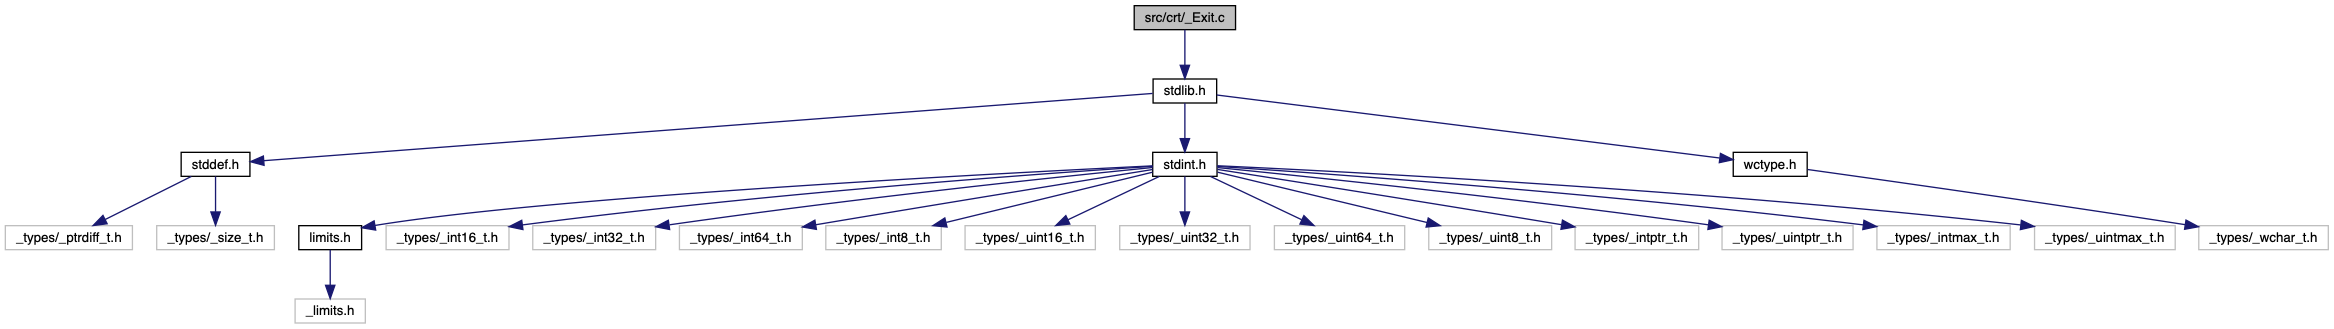 src/crt/_Exit.c
stdlib.h
stddef.h
stdint.h
wctype.h
_types/_ptrdiff_t.h
_types/_size_t.h
limits.h
_types/_int16_t.h
_types/_int32_t.h
_types/_int64_t.h
_types/_int8_t.h
_types/_uint16_t.h
_types/_uint32_t.h
_types/_uint64_t.h
_types/_uint8_t.h
_types/_intptr_t.h
_types/_uintptr_t.h
_types/_intmax_t.h
_types/_uintmax_t.h
_types/_wchar_t.h
_limits.h